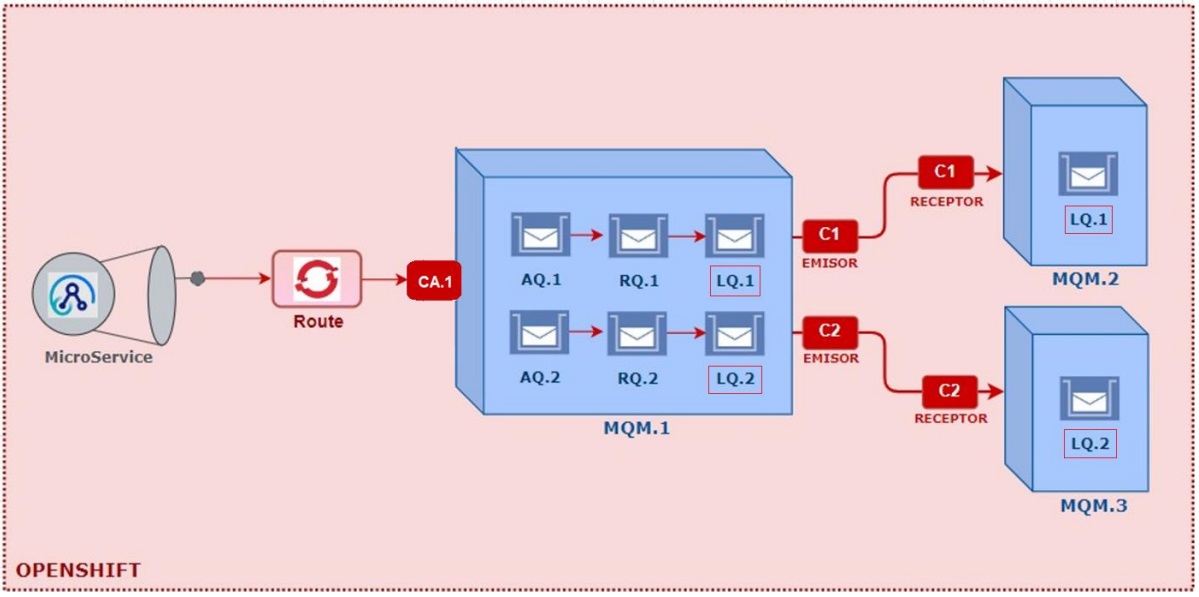 MicroService
Route
CA.1
AQ.1
RQ.1
LQ.1
AQ.2
RQ.2
LQ.2
MQM.1
C1
EMISOR
C1
RECEPTOR
C2
EMISOR
C2
RECEPTOR
LQ.1
MQM.2
LQ.2
MQM.3
OPENSHIFT